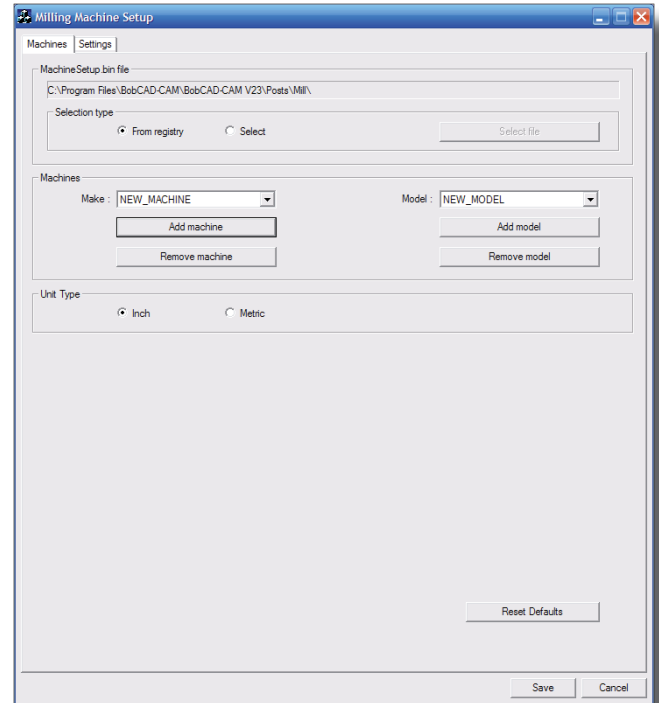 Milling Machine Setup
Machines Settings
MachineSetup.bin file
C:\Program Files\BobCAD-CAM\BobCAD-CAM V23\Posts\Mill\
Selection type
From registry Select Select file
Machines
Make : NEW_MACHINE Model : NEW_MODEL
Add machine Add model
Remove machine Remove model
Unit Type
Inch Metric
Reset Defaults
Save Cancel